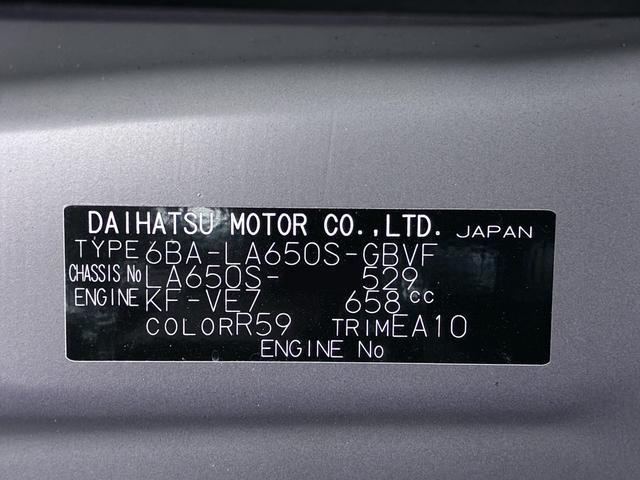 DAIHATSU MOTOR CO.,LTD. JAPAN
TYPE 6BA-LA650S-GBVF
CHASSIS No LA650S- 529
ENGINE KF-VE7 658cc
COLOR R59 TRIM EA10
ENGINE No